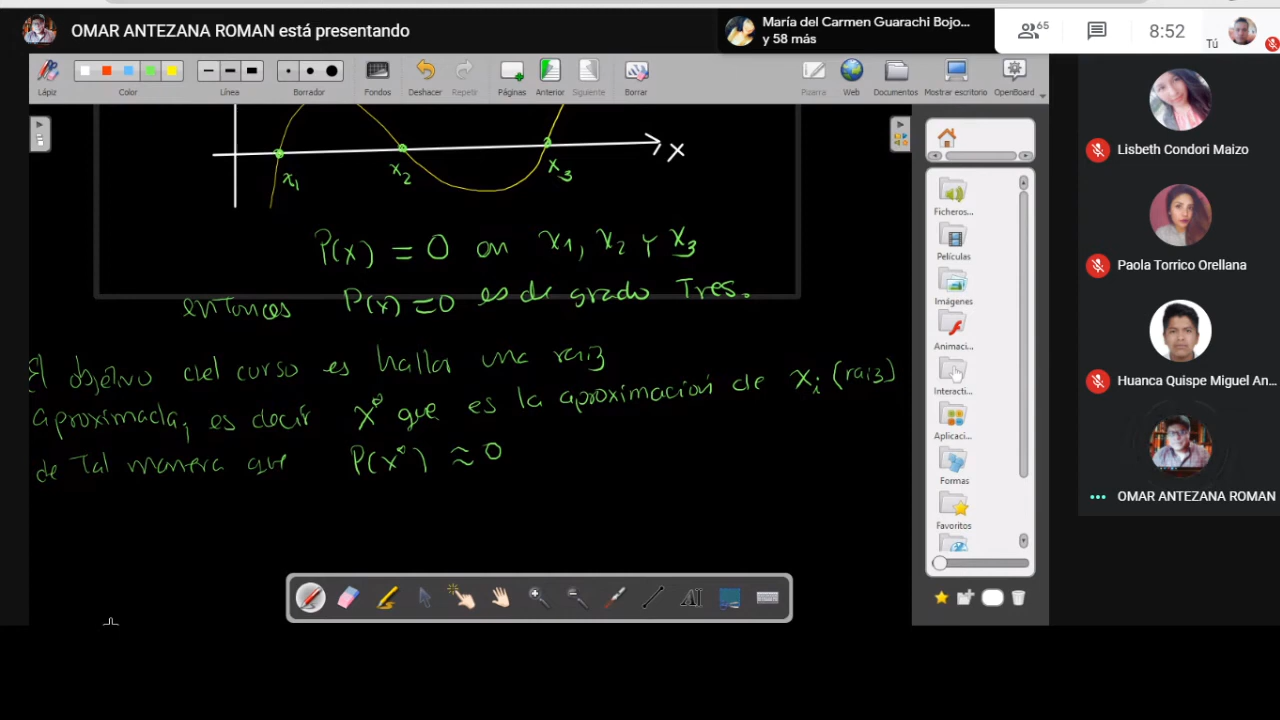 OMAR ANTEZANA ROMAN está presentando
María del Carmen Guarachi Bojo...
y 58 más
65
8:52
Tú
Lápiz
Color
Línea
Borrador
Fondos
Deshacer
Repetir
Páginas
Anterior
Siguiente
Borrar
Pizarra
Web
Documentos
Mostrar escritorio
OpenBoard
x
x1
x2
x3
P(x) = 0 en x1, x2 y x3
entonces P(x) = 0 es de grado Tres.
El objetivo del curso es halla una raiz
aproximada, es decir x° que es la aproximación de xi (raiz)
de Tal manera que P(x°) ≈ 0
Ficheros...
Películas
Imágenes
Animaci...
Interacti...
Aplicaci...
Formas
Favoritos
Lisbeth Condori Maizo
Paola Torrico Orellana
Huanca Quispe Miguel An...
OMAR ANTEZANA ROMAN